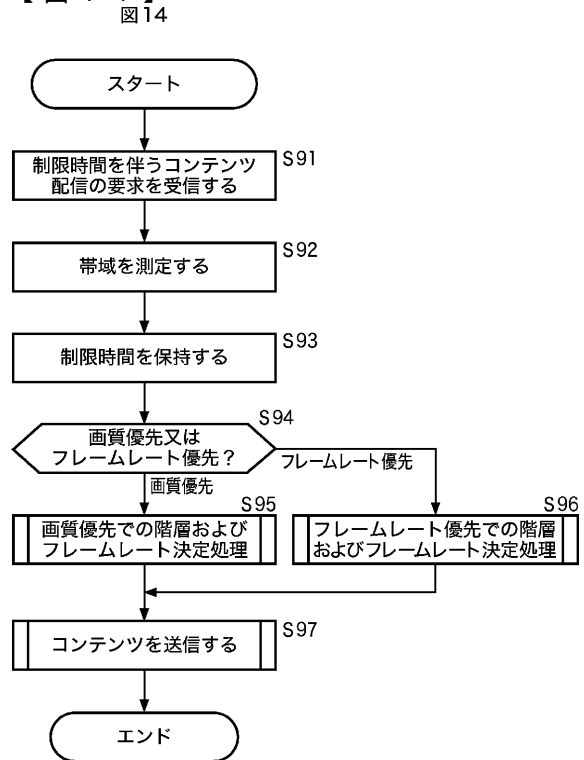 図14
スタート
S91
制限時間を伴うコンテンツ
配信の要求を受信する
S92
帯域を測定する
S93
制限時間を保持する
S94
画質優先又は
フレームレート優先？
フレームレート優先
画質優先
S95
画質優先での階層および
フレームレート決定処理
S96
フレームレート優先での階層
およびフレームレート決定処理
S97
コンテンツを送信する
エンド